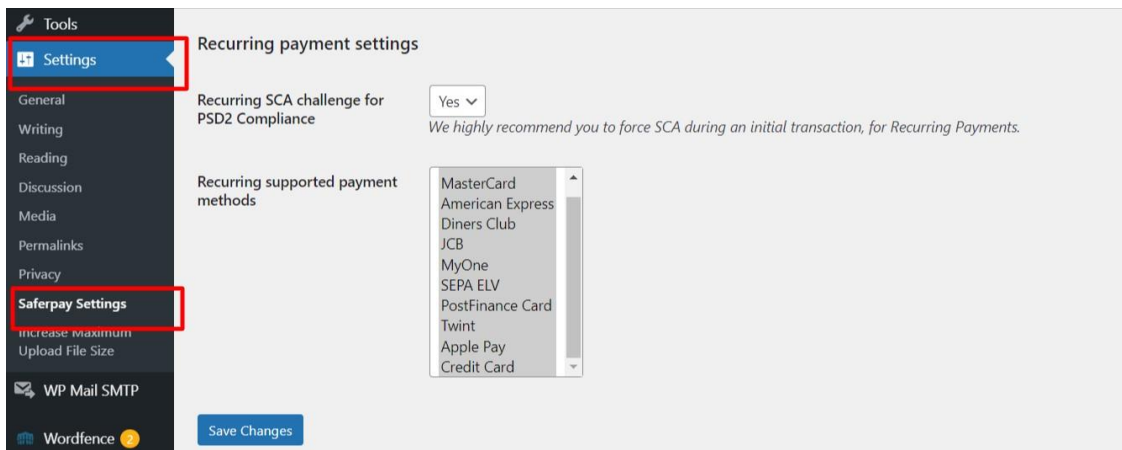 Tools
Settings
General
Writing
Reading
Discussion
Media
Permalinks
Privacy
Saferpay Settings
Increase Maximum
Upload File Size
WP Mail SMTP
Wordfence 2
Recurring payment settings
Recurring SCA challenge for
PSD2 Compliance
Yes
We highly recommend you to force SCA during an initial transaction, for Recurring Payments.
Recurring supported payment
methods
MasterCard
American Express
Diners Club
JCB
MyOne
SEPA ELV
PostFinance Card
Twint
Apple Pay
Credit Card
Save Changes